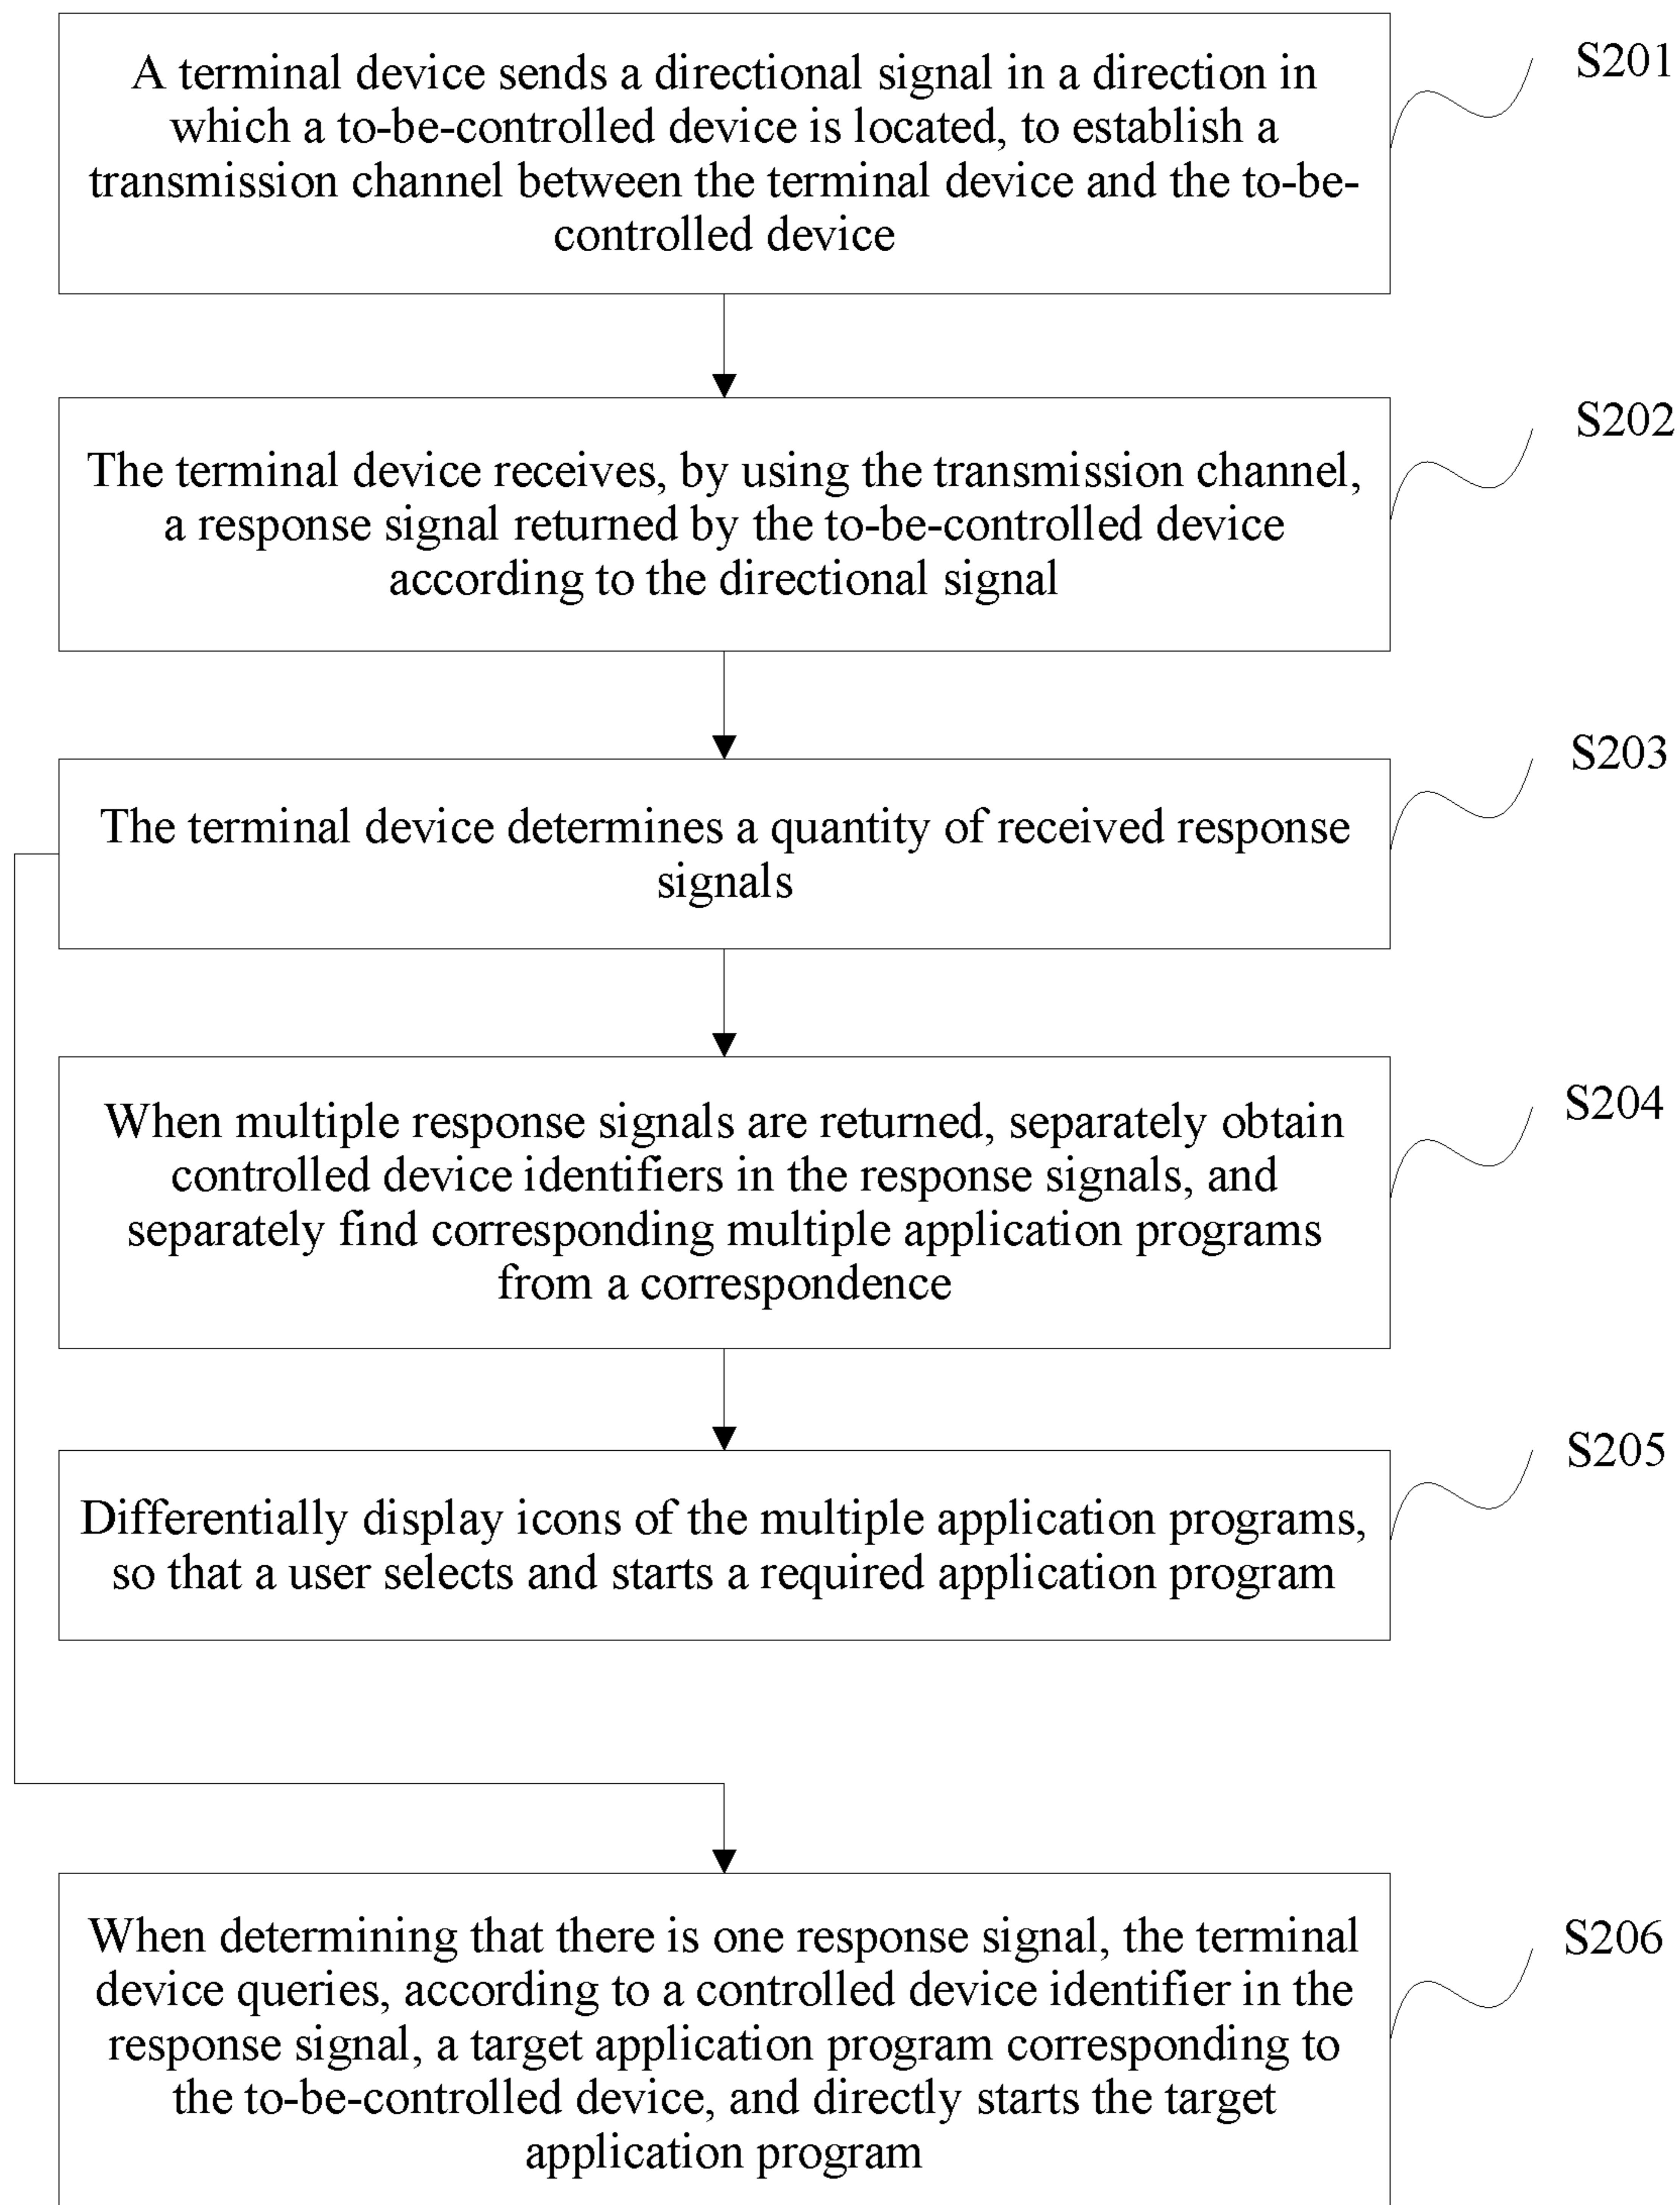 A terminal device sends a directional signal in a direction in
which a to-be-controlled device is located, to establish a
transmission channel between the terminal device and the to-be-
controlled device
S201
The terminal device receives, by using the transmission channel,
a response signal returned by the to-be-controlled device
according to the directional signal
S202
The terminal device determines a quantity of received response
signals
S203
When multiple response signals are returned, separately obtain
controlled device identifiers in the response signals, and
separately find corresponding multiple application programs
from a correspondence
S204
Differentially display icons of the multiple application programs,
so that a user selects and starts a required application program
S205
When determining that there is one response signal, the terminal
device queries, according to a controlled device identifier in the
response signal, a target application program corresponding to
the to-be-controlled device, and directly starts the target
application program
S206